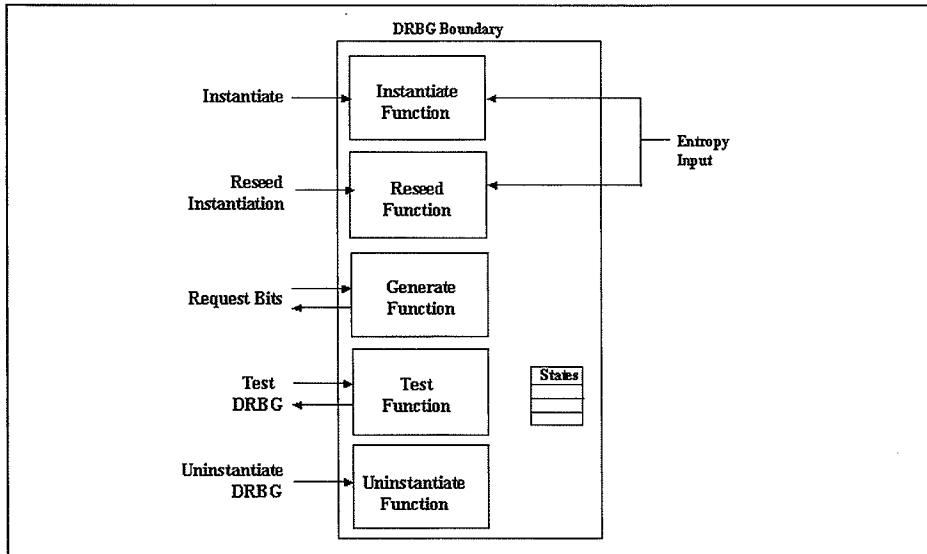 DRBG Boundary
Instantiate
Instantiate
Function
Entropy
Input
Reseed
Instantiation
Reseed
Function
Request Bits
Generate
Function
Test
DRBG
Test
Function
States
Uninstantiate
DRBG
Uninstantiate
Function